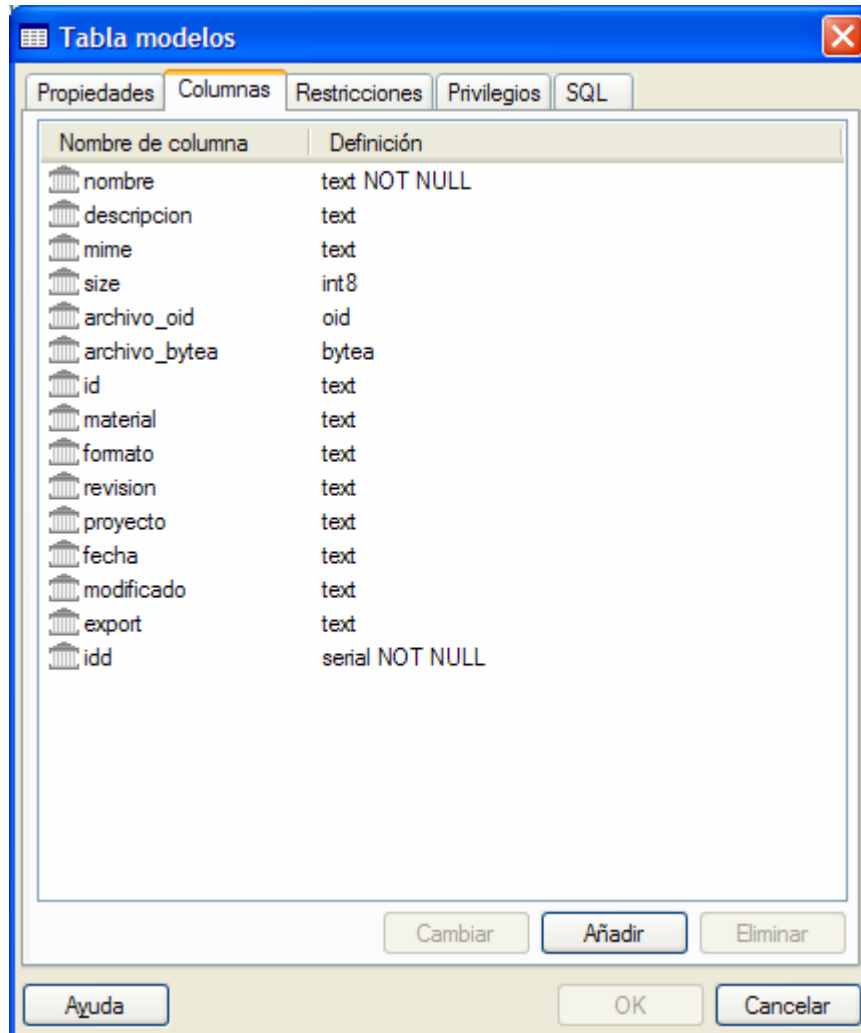 Tabla modelos
Propiedades Columnas Restricciones Privilegios SQL
Nombre de columna Definición
nombre text NOT NULL
descripcion text
mime text
size int8
archivo_oid oid
archivo_bytea bytea
id text
material text
formato text
revision text
proyecto text
fecha text
modificado text
export text
idd serial NOT NULL
Cambiar Añadir Eliminar
Ayuda OK Cancelar